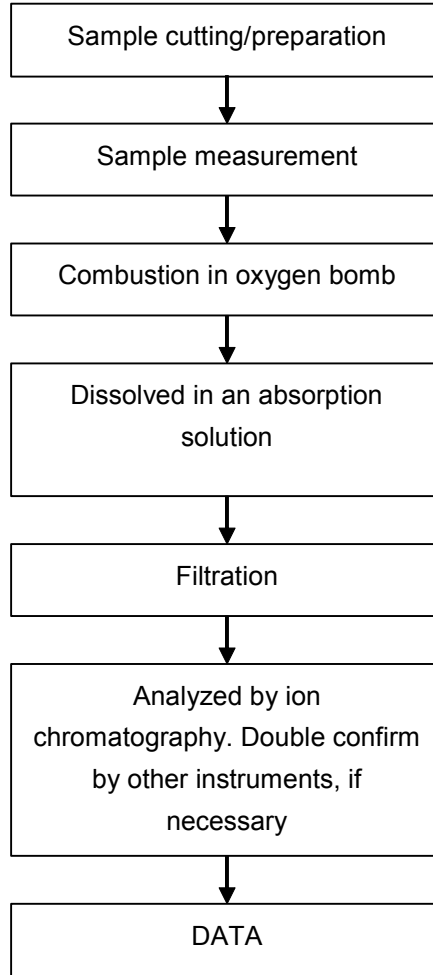 Sample cutting/preparation
Sample measurement
Combustion in oxygen bomb
Dissolved in an absorption
solution
Filtration
Analyzed by ion
chromatography. Double confirm
by other instruments, if
necessary
DATA